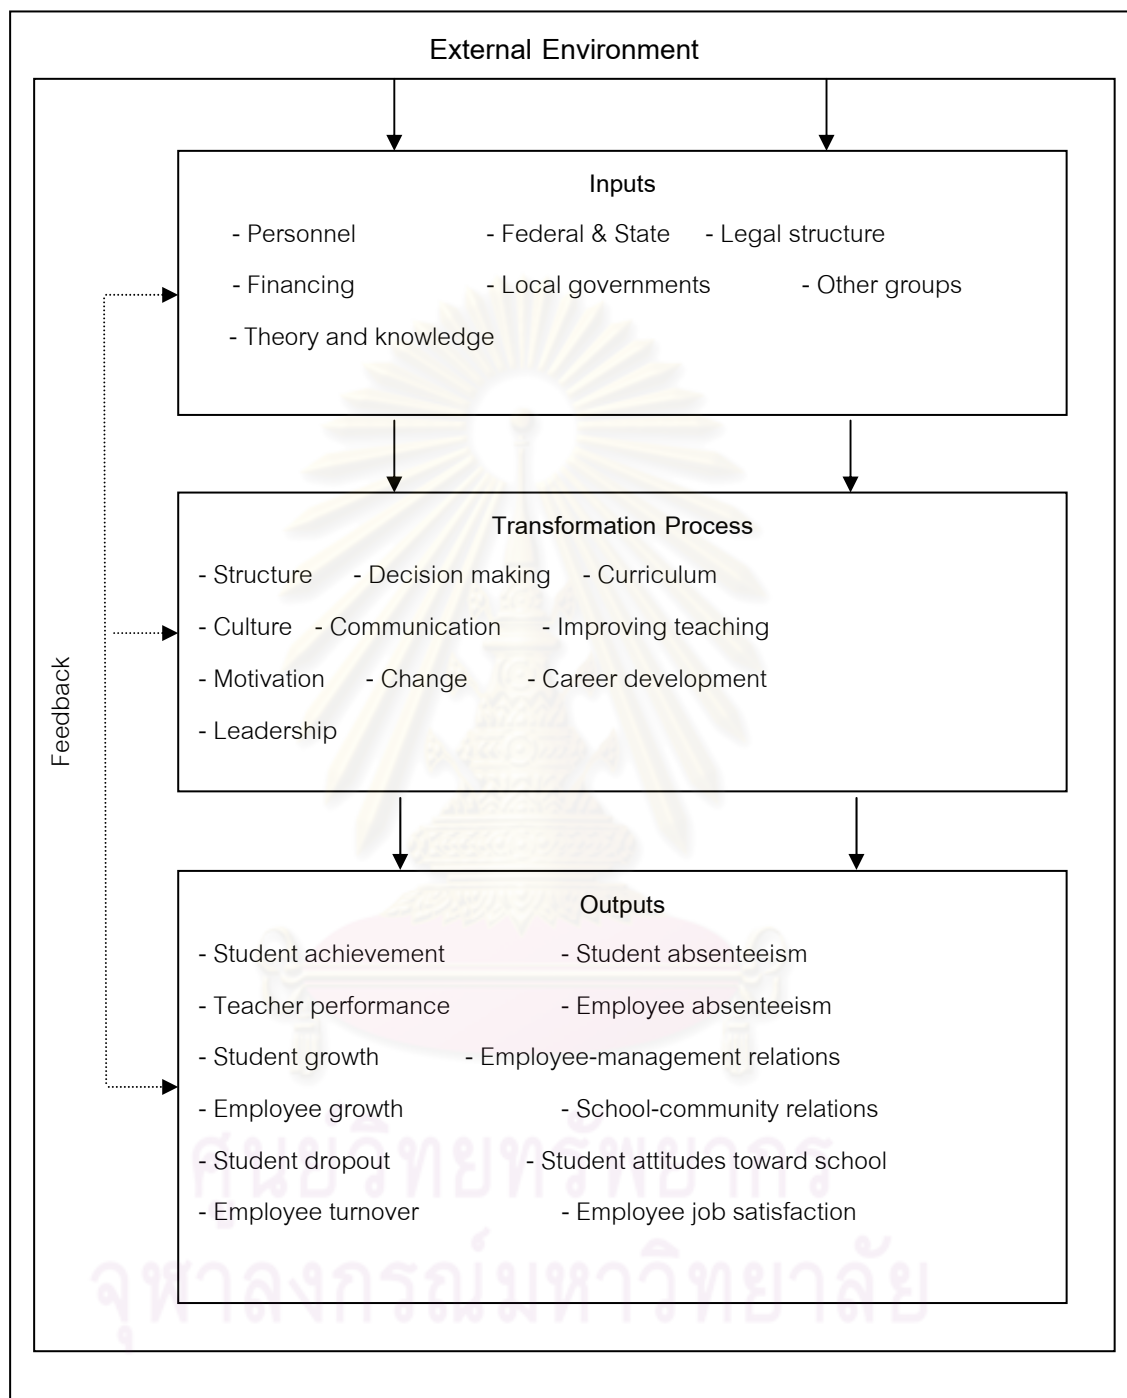 External Environment
Inputs
- Personnel - Federal & State - Legal structure
- Financing - Local governments - Other groups
- Theory and knowledge
Transformation Process
- Structure - Decision making - Curriculum
- Culture - Communication - Improving teaching
- Motivation - Change - Career development
- Leadership
Feedback
Outputs
- Student achievement - Student absenteeism
- Teacher performance - Employee absenteeism
- Student growth - Employee-management relations
- Employee growth - School-community relations
- Student dropout - Student attitudes toward school
- Employee turnover - Employee job satisfaction
ศูนย์วิทยทรัพยากร
จุฬาลงกรณ์มหาวิทยาลัย